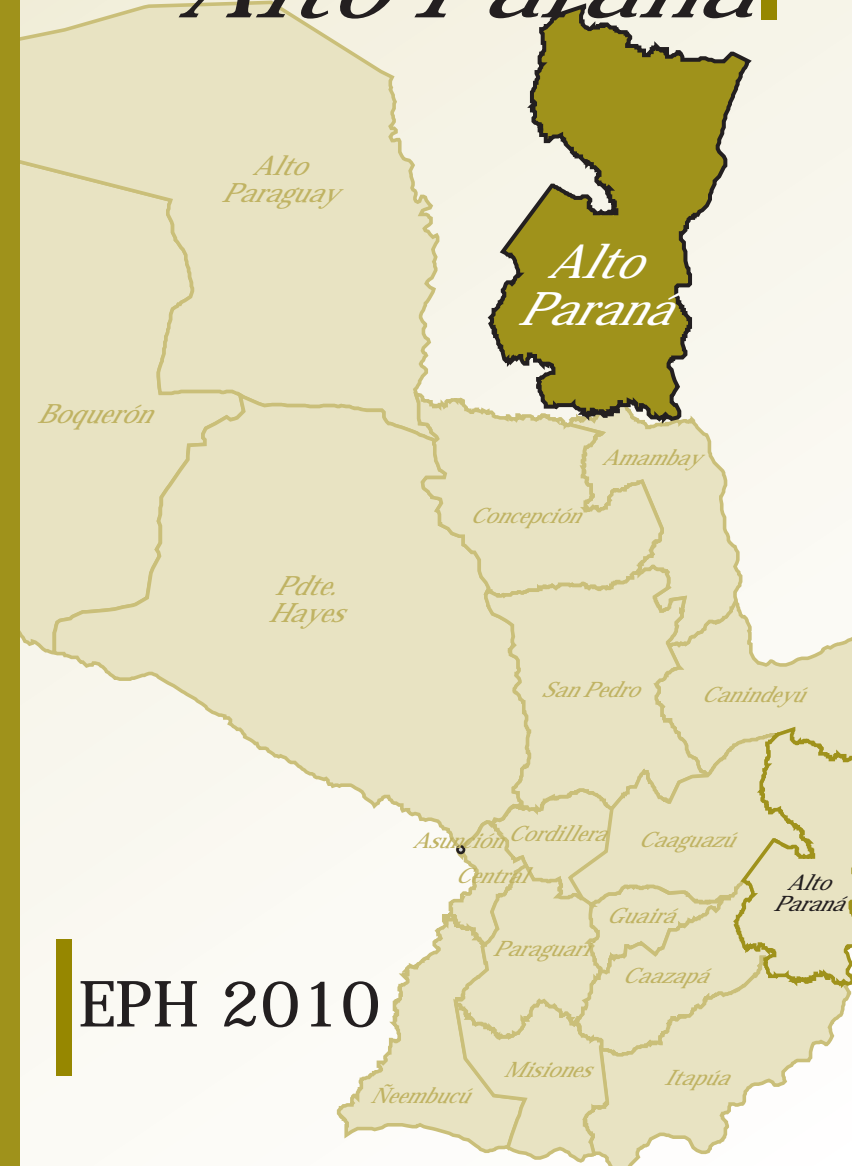 Alto Paraná
Alto
Paraguay
Alto
Paraná
Boquerón
Amambay
Concepción
Pdte.
Hayes
San Pedro
Canindeyú
Asunción
Cordillera
Caaguazú
Central
Alto
Paraná
Guairá
Paraguarí
Caazapá
EPH 2010
Misiones
Itapúa
Ñeembucú